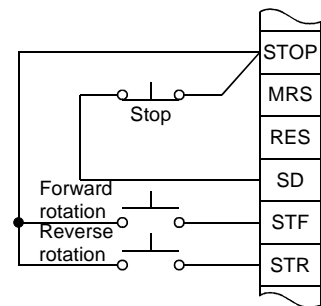 STOP
MRS
Stop
RES
SD
Forward
rotation
STF
Reverse
rotation
STR